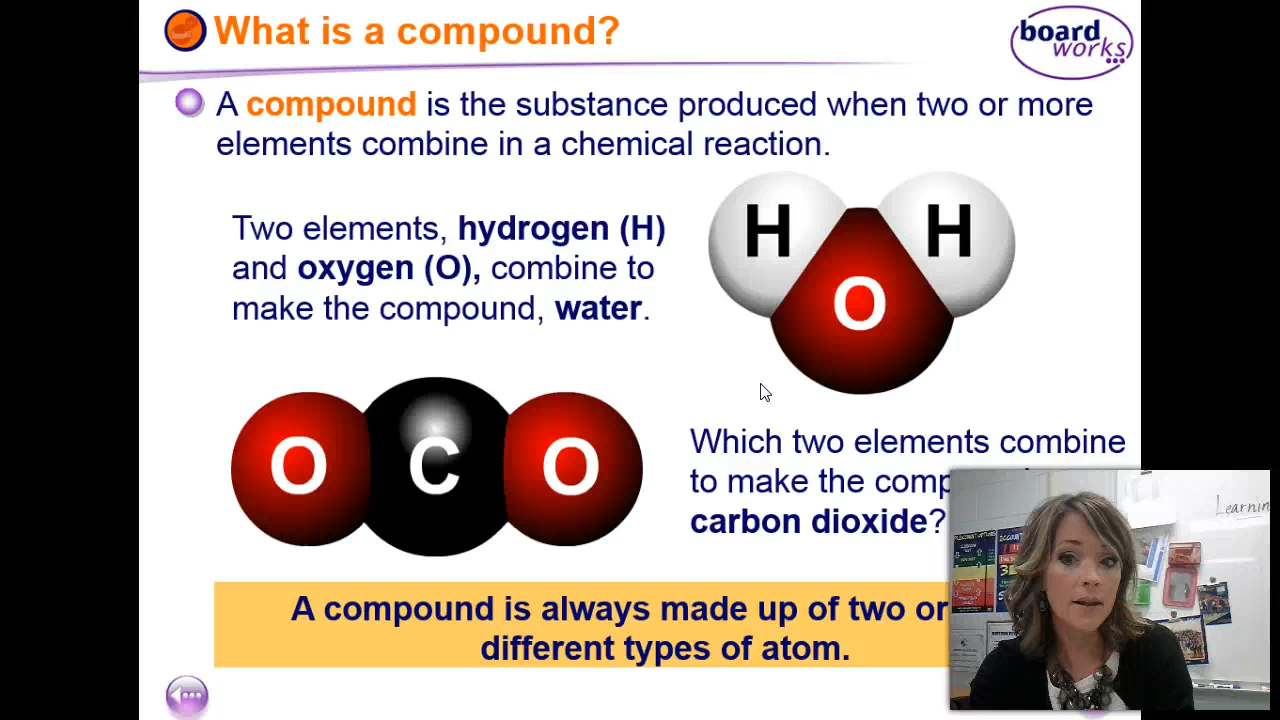 What is a compound?
board
works
A compound is the substance produced when two or more
elements combine in a chemical reaction.
Two elements, hydrogen (H)
and oxygen (O), combine to
make the compound, water.
H H
O
O C O
Which two elements combine
to make the comp
carbon dioxide?
Learnin
A compound is always made up of two or
different types of atom.